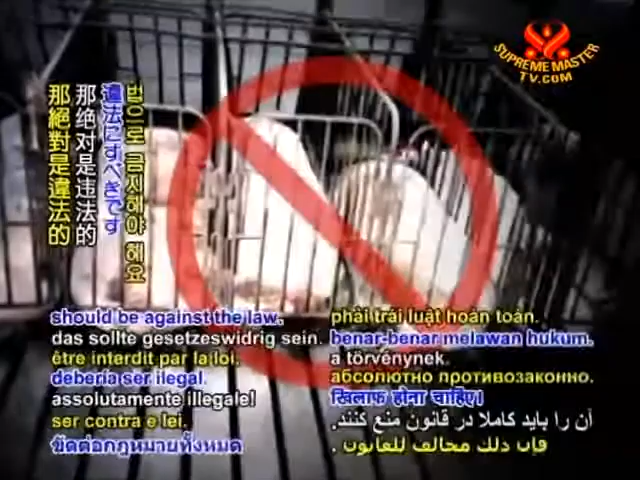 SUPREME MASTER
TV.COM
법으로 금지해야 해요
違法にすべきです
那绝对是违法的
那絕對是違法的
should be against the law.
das sollte gesetzeswidrig sein.
être interdit par la loi.
debería ser ilegal.
assolutamente illegale!
ser contra e lei.
ขัดต่อกฎหมายทั้งหมด
phải trái luật hoàn toàn.
benar-benar melawan hukum.
a törvénynek.
абсолютно противозаконно.
खिलाफ होना चाहिए।
آن را باید کاملا در قانون منع کنند.
فإن ذلك مخالف للقانون .